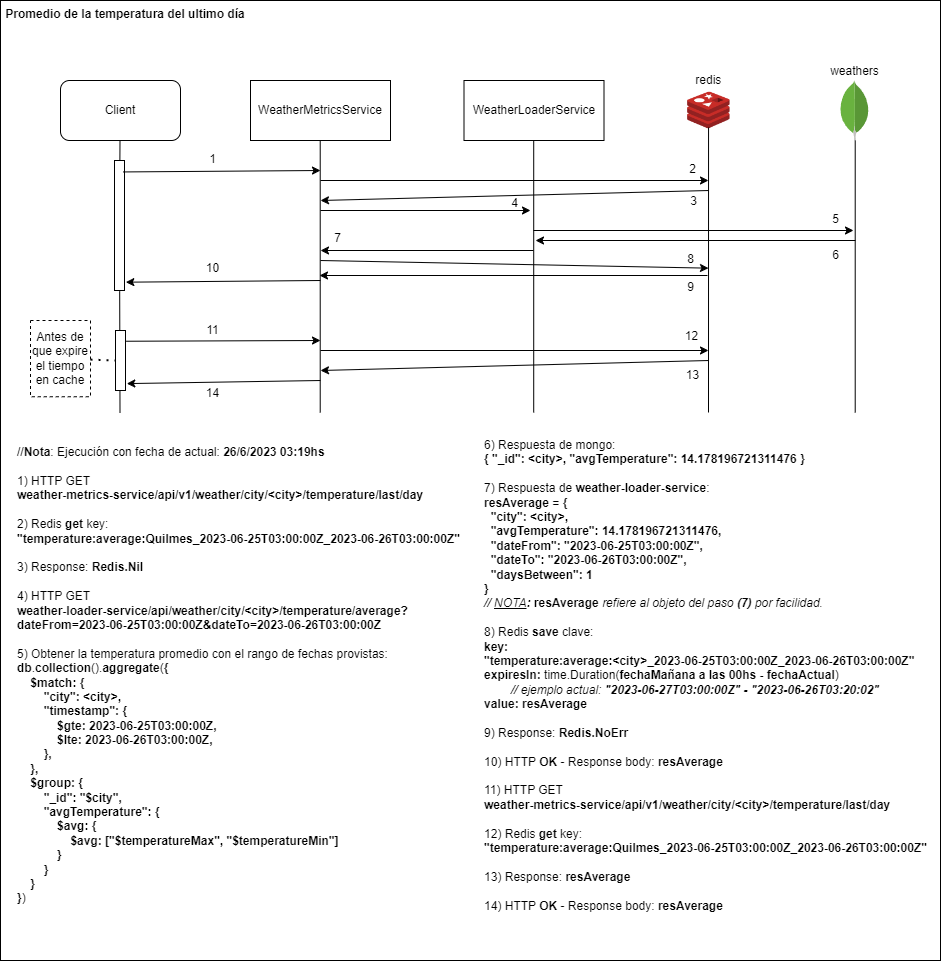 Promedio de la temperatura del ultimo día
Client
WeatherMetricsService
WeatherLoaderService
redis
weathers
1
2
3
4
5
6
7
8
9
10
11
12
13
14
Antes de
que expire
el tiempo
en cache
//Nota: Ejecución con fecha de actual: 26/6/2023 03:19hs
1) HTTP GET
weather-metrics-service/api/v1/weather/city/<city>/temperature/last/day
2) Redis get key:
"temperature:average:Quilmes_2023-06-25T03:00:00Z_2023-06-26T03:00:00Z"
3) Response: Redis.Nil
4) HTTP GET
weather-loader-service/api/weather/city/<city>/temperature/average?
dateFrom=2023-06-25T03:00:00Z&dateTo=2023-06-26T03:00:00Z
5) Obtener la temperatura promedio con el rango de fechas provistas:
db.collection().aggregate({
$match: {
"city": <city>,
"timestamp": {
$gte: 2023-06-25T03:00:00Z,
$lte: 2023-06-26T03:00:00Z,
},
},
$group: {
"_id": "$city",
"avgTemperature": {
$avg: {
$avg: ["$temperatureMax", "$temperatureMin"]
}
}
}
})
6) Respuesta de mongo:
{ "_id": <city>, "avgTemperature": 14.178196721311476 }
7) Respuesta de weather-loader-service:
resAverage = {
"city": <city>,
"avgTemperature": 14.178196721311476,
"dateFrom": "2023-06-25T03:00:00Z",
"dateTo": "2023-06-26T03:00:00Z",
"daysBetween": 1
}
// NOTA: resAverage refiere al objeto del paso (7) por facilidad.
8) Redis save clave:
key:
"temperature:average:<city>_2023-06-25T03:00:00Z_2023-06-26T03:00:00Z"
expiresIn: time.Duration(fechaMañana a las 00hs - fechaActual)
// ejemplo actual: "2023-06-27T03:00:00Z" - "2023-06-26T03:20:02"
value: resAverage
9) Response: Redis.NoErr
10) HTTP OK - Response body: resAverage
11) HTTP GET
weather-metrics-service/api/v1/weather/city/<city>/temperature/last/day
12) Redis get key:
"temperature:average:Quilmes_2023-06-25T03:00:00Z_2023-06-26T03:00:00Z"
13) Response: resAverage
14) HTTP OK - Response body: resAverage